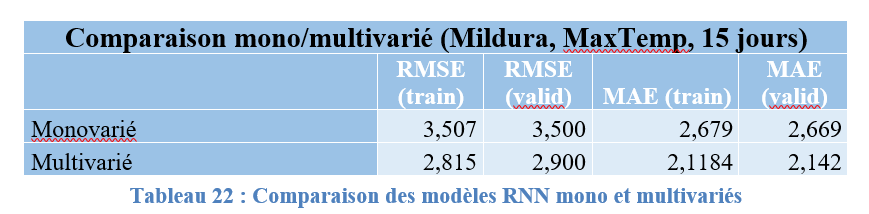 Comparaison mono/multivarié (Mildura, MaxTemp, 15 jours)
RMSE (train) RMSE (valid) MAE (train) MAE (valid)
Monovarié 3,507 3,500 2,679 2,669
Multivarié 2,815 2,900 2,1184 2,142
Tableau 22 : Comparaison des modèles RNN mono et multivariés